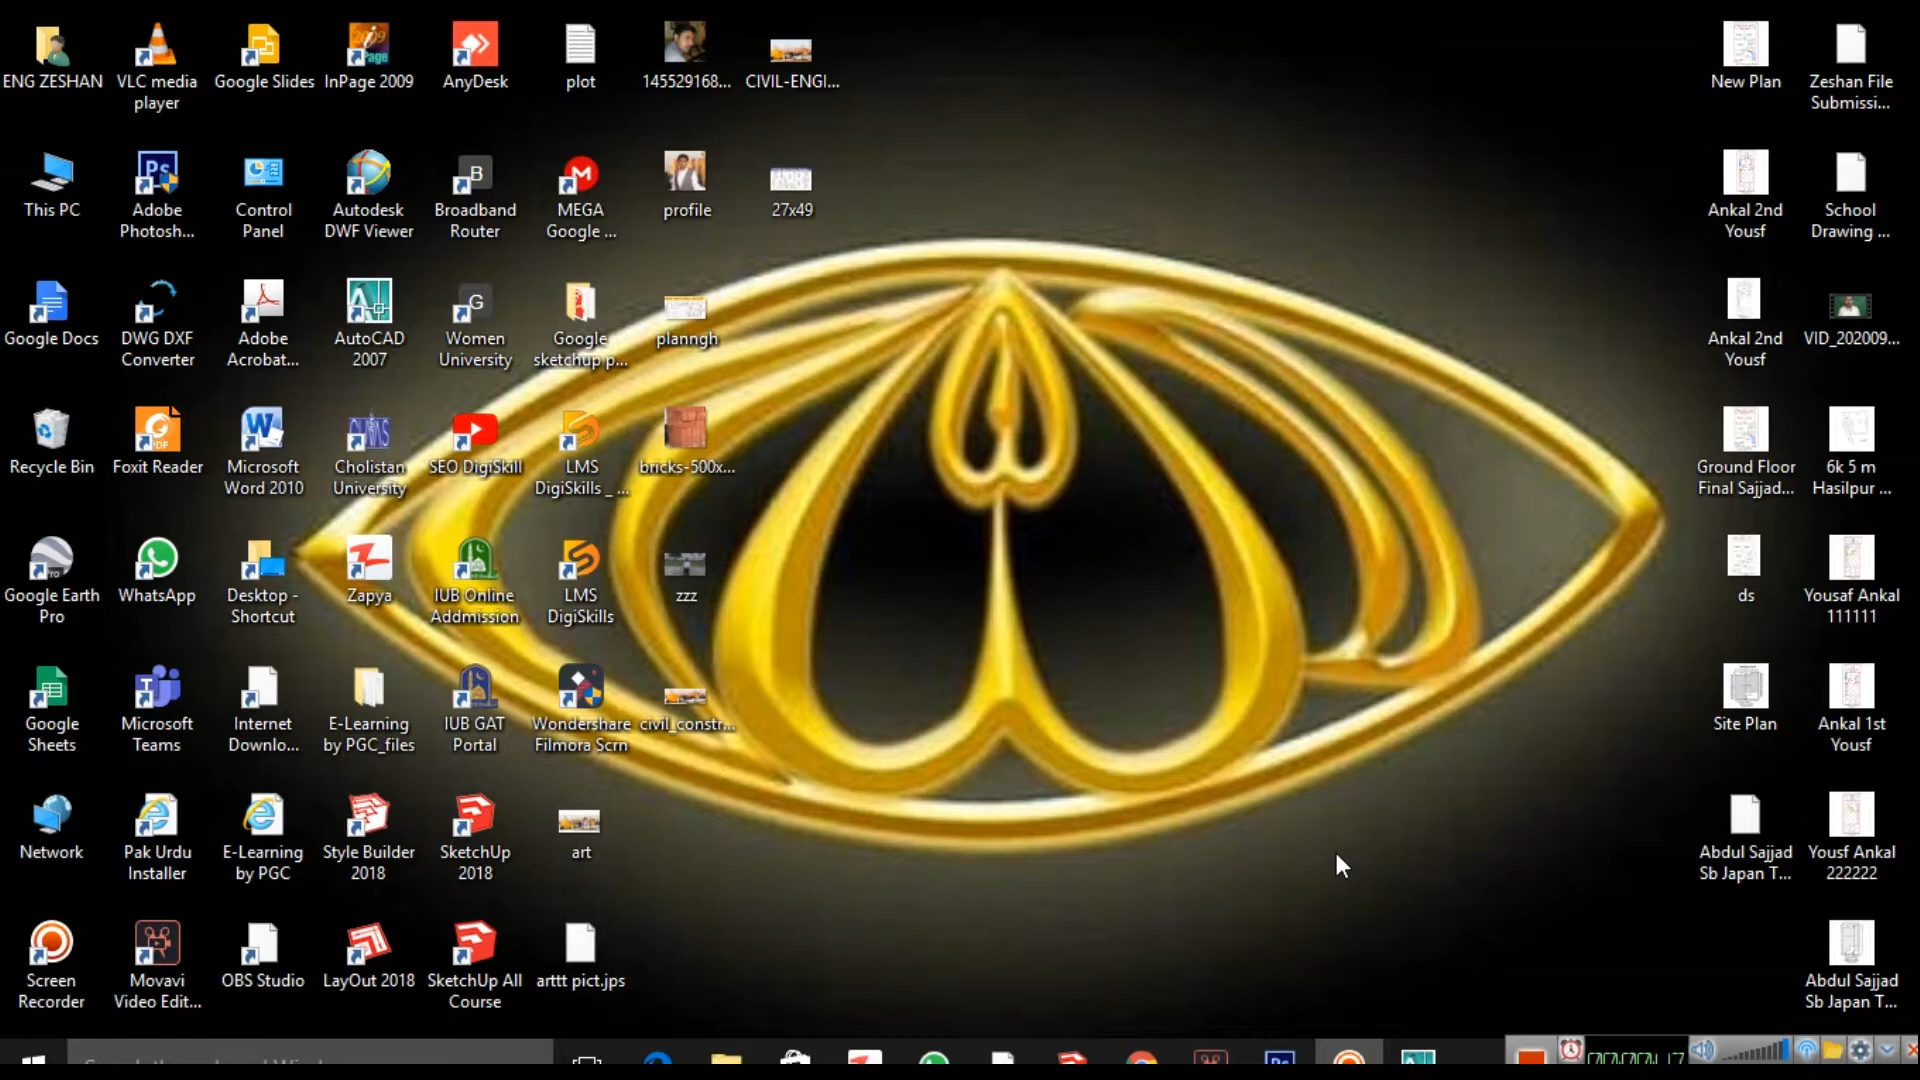 ENG ZESHAN
VLC media
player
Google Slides
InPage 2009
AnyDesk
plot
145529168...
CIVIL-ENGI...
New Plan
Zeshan File
Submissi...
This PC
Adobe
Photosh...
Control
Panel
Autodesk
DWF Viewer
Broadband
Router
MEGA
Google ...
profile
27x49
Ankal 2nd
Yousf
School
Drawing ...
Google Docs
DWG DXF
Converter
Adobe
Acrobat...
AutoCAD
2007
Women
University
Google
sketchup p...
planngh
Ankal 2nd
Yousf
VID_202009...
Recycle Bin
Foxit Reader
Microsoft
Word 2010
Cholistan
University
SEO DigiSkill
LMS
DigiSkills _ ...
bricks-500x...
Ground Floor
Final Sajjad...
6k 5 m
Hasilpur ...
Google Earth
Pro
WhatsApp
Desktop -
Shortcut
Zapya
IUB Online
Addmission
LMS
DigiSkills
zzz
ds
Yousaf Ankal
111111
Google
Sheets
Microsoft
Teams
Internet
Downlo...
E-Learning
by PGC_files
IUB GAT
Portal
Wondershare
Filmora Scrn
civil_constr...
Site Plan
Ankal 1st
Yousf
Network
Pak Urdu
Installer
E-Learning
by PGC
Style Builder
2018
SketchUp
2018
art
Abdul Sajjad
Sb Japan T...
Yousf Ankal
222222
Screen
Recorder
Movavi
Video Edit...
OBS Studio
LayOut 2018
SketchUp All
Course
arttt pict.jps
Abdul Sajjad
Sb Japan T...